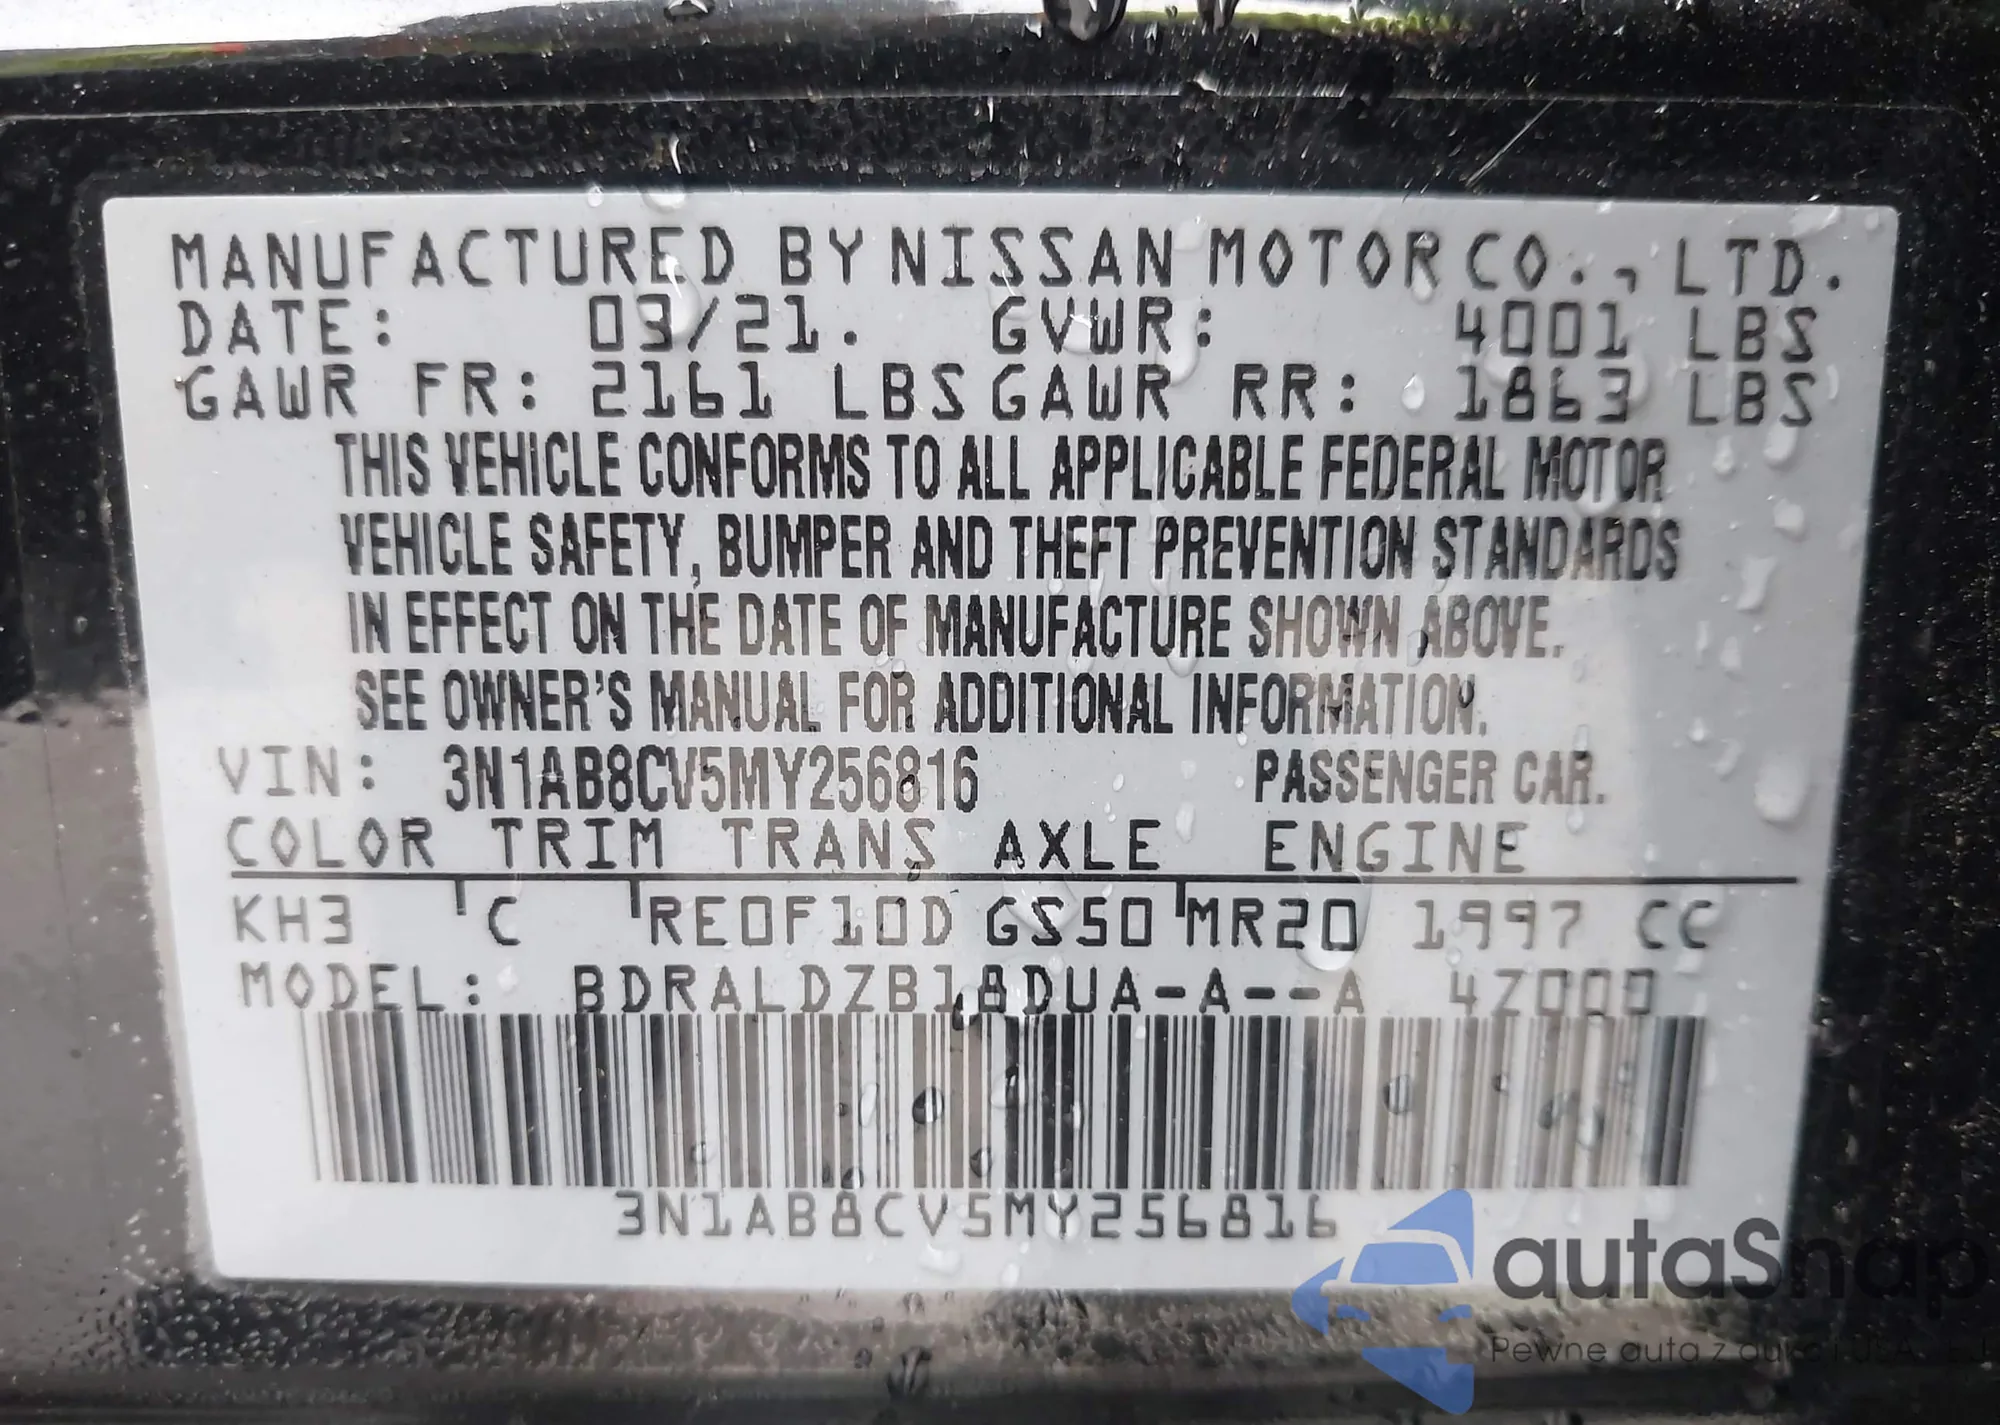 MANUFACTURED BY NISSAN MOTOR CO., LTD.
DATE: 03/21. GVWR: 4001 LBS
GAWR FR: 2161 LBS GAWR RR: 1863 LBS
THIS VEHICLE CONFORMS TO ALL APPLICABLE FEDERAL MOTOR
VEHICLE SAFETY, BUMPER AND THEFT PREVENTION STANDARDS
IN EFFECT ON THE DATE OF MANUFACTURE SHOWN ABOVE.
SEE OWNER'S MANUAL FOR ADDITIONAL INFORMATION.
VIN: 3N1AB8CV5MY256816 PASSENGER CAR.
COLOR TRIM TRANS AXLE ENGINE
KH3 C RE0F10D GS50 MR20 1997 CC
MODEL: BDRALDZB18DUA-A--A 4Z000
3N1AB8CV5MY256816
autaSnap
Pewne auta z